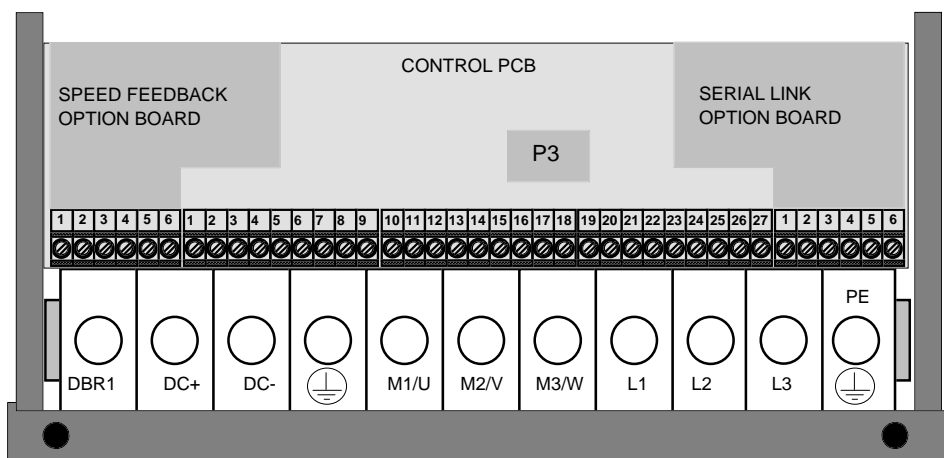 CONTROL PCB
SPEED FEEDBACK
OPTION BOARD
SERIAL LINK
OPTION BOARD
P3
1 2 3 4 5 6 1 2 3 4 5 6 7 8 9 10 11 12 13 14 15 16 17 18 19 20 21 22 23 24 25 26 27 1 2 3 4 5 6
PE
DBR1 DC+ DC- M1/U M2/V M3/W L1 L2 L3